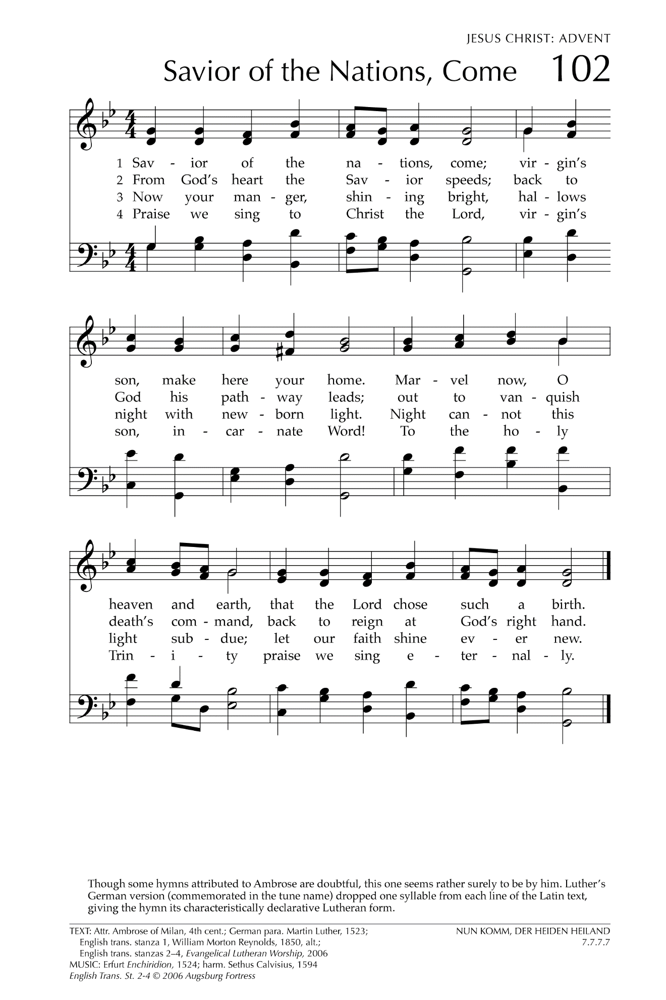 JESUS CHRIST: ADVENT
Savior of the Nations, Come 102
1 Sav - ior of the na - tions, come; vir - gin's
2 From God's heart the Sav - ior speeds; back to
3 Now your man - ger, shin - ing bright, hal - lows
4 Praise we sing to Christ the Lord, vir - gin's
son, make here your home. Mar - vel now, O
God his path - way leads; out to van - quish
night with new - born light. Night can - not this
son, in - car - nate Word! To the ho - ly
heaven and earth, that the Lord chose such a birth.
death's com - mand, back to reign at God's right hand.
light sub - due; let our faith shine ev - er new.
Trin - i - ty praise we sing e - ter - nal - ly.
Though some hymns attributed to Ambrose are doubtful, this one seems rather surely to be by him. Luther's
German version (commemorated in the tune name) dropped one syllable from each line of the Latin text,
giving the hymn its characteristically declarative Lutheran form.
TEXT: Attr. Ambrose of Milan, 4th cent.; German para. Martin Luther, 1523; NUN KOMM, DER HEIDEN HEILAND
English trans. stanza 1, William Morton Reynolds, 1850, alt.; 7.7.7.7
English trans. stanzas 2–4, Evangelical Lutheran Worship, 2006
MUSIC: Erfurt Enchiridion, 1524; harm. Sethus Calvisius, 1594
English Trans. St. 2-4 © 2006 Augsburg Fortress